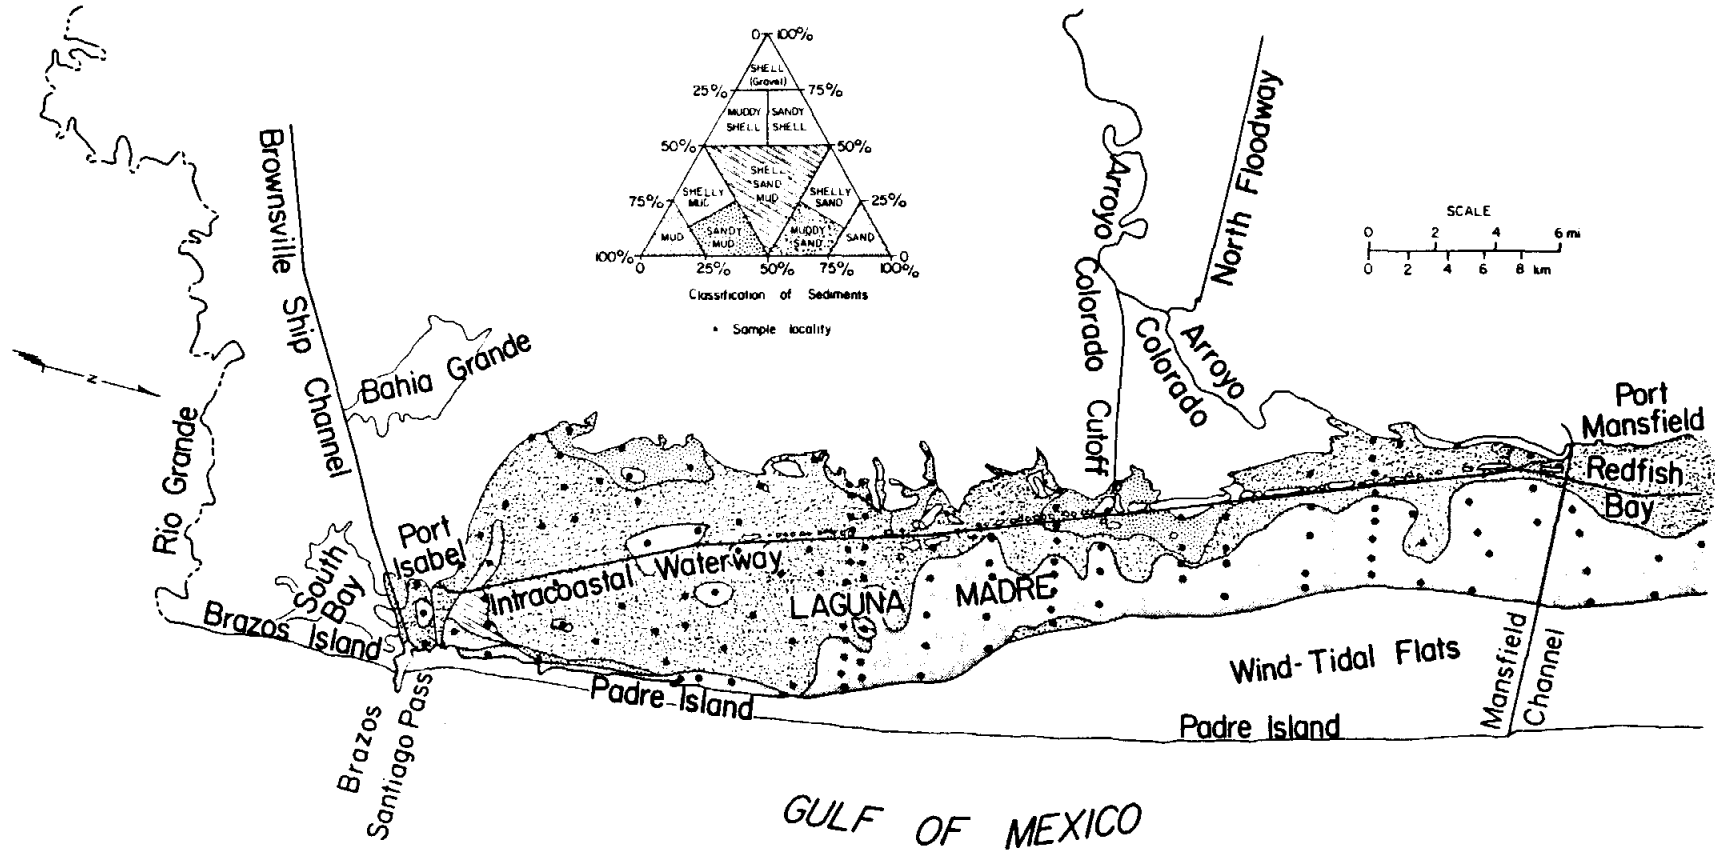 0 100%
SHELL
(Gravel)
25% 75%
MUDDY SHELL
SANDY SHELL
50% 50%
SHELL
SAND
MUD
SHELLY
MUD
SHELLY
SAND
75% 25%
MUD
SANDY
MUD
MUDDY
SAND
SAND
100% 0
0 25% 50% 75% 100%
Classification of Sediments
• Sample locality
SCALE
0 2 4 6 mi
0 2 4 6 8 km
N
Rio Grande
Brownsville Ship Channel
Bahia Grande
Arroyo Colorado Cutoff
North Floodway
Arroyo
Colorado
Port
Mansfield
Redfish
Bay
Port
Isabel
South
Bay
Brazos Island
Intracoastal Waterway
LAGUNA MADRE
Brazos
Santiago Pass
Padre Island
Wind-Tidal Flats
Padre Island
Mansfield
Channel
GULF OF MEXICO